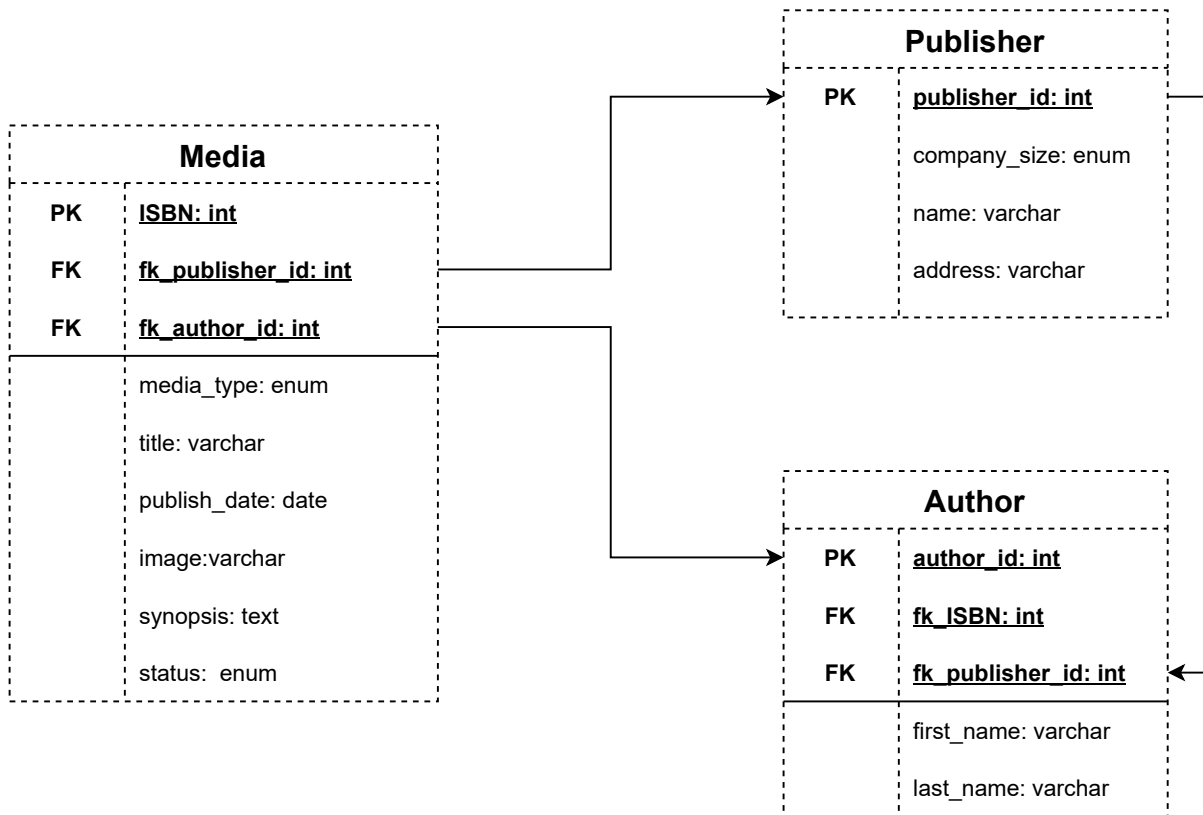 Publisher
PK publisher_id: int
company_size: enum
name: varchar
address: varchar
Media
PK ISBN: int
FK fk_publisher_id: int
FK fk_author_id: int
media_type: enum
title: varchar
publish_date: date
image:varchar
synopsis: text
status:  enum
Author
PK author_id: int
FK fk_ISBN: int
FK fk_publisher_id: int
first_name: varchar
last_name: varchar